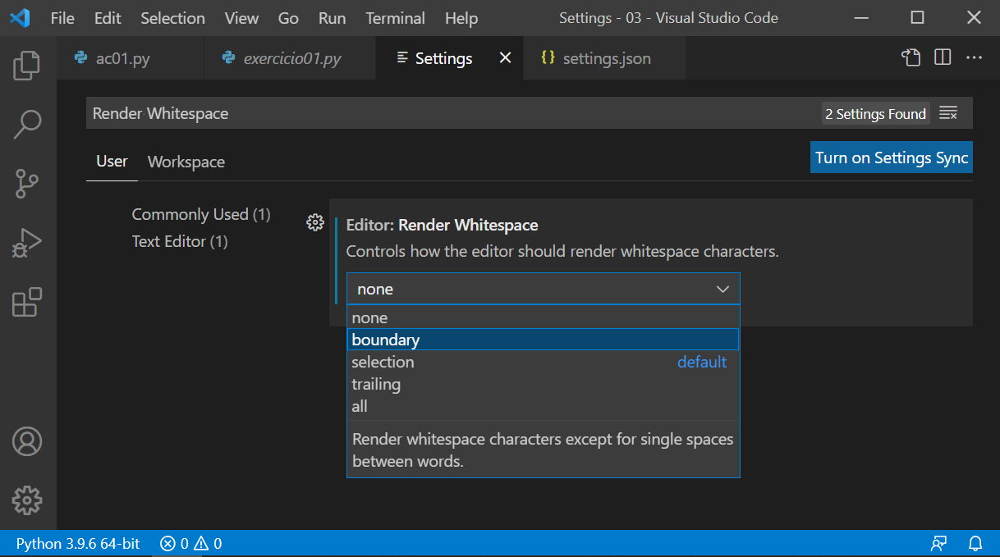 File Edit Selection View Go Run Terminal Help Settings - 03 - Visual Studio Code
ac01.py exercicio01.py Settings settings.json
Render Whitespace 2 Settings Found
User Workspace Turn on Settings Sync
Commonly Used (1)
Text Editor (1)
Editor: Render Whitespace
Controls how the editor should render whitespace characters.
none
none
boundary
selection default
trailing
all
Render whitespace characters except for single spaces
between words.
Python 3.9.6 64-bit 0 0